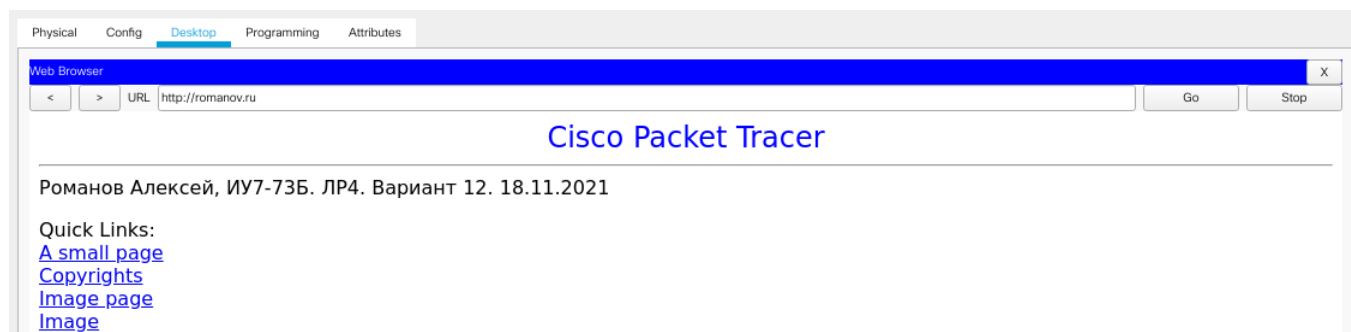 Physical Config Desktop Programming Attributes
Web Browser X
< > URL http://romanov.ru Go Stop
Cisco Packet Tracer
Романов Алексей, ИУ7-73Б. ЛР4. Вариант 12. 18.11.2021
Quick Links:
A small page
Copyrights
Image page
Image